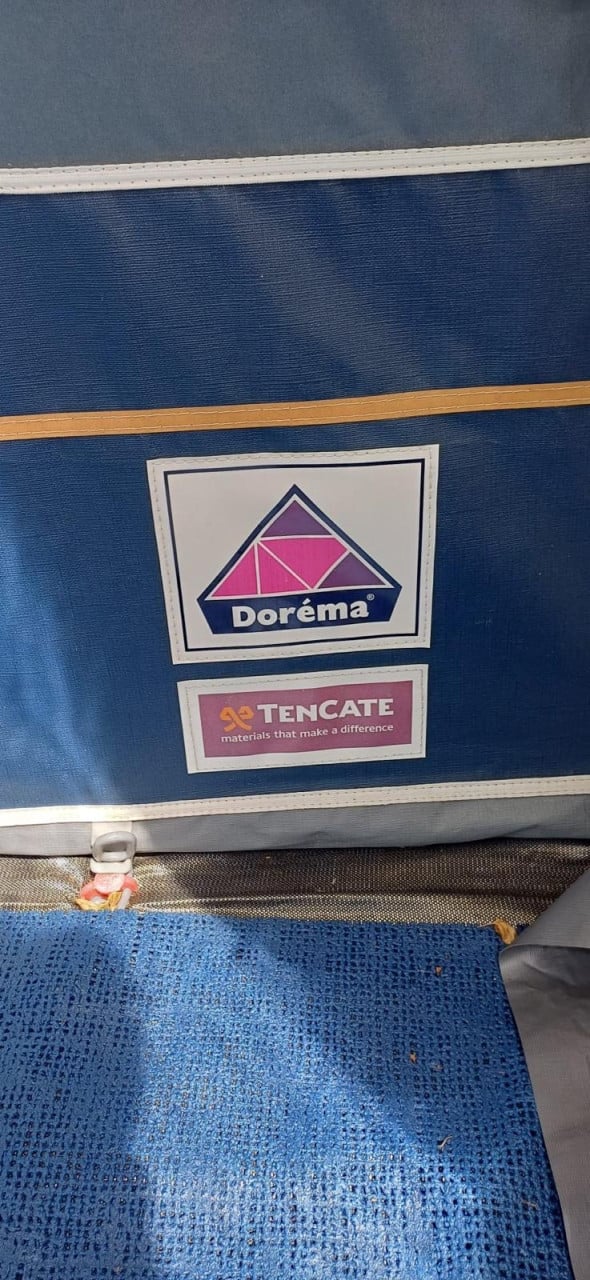 Doréma®
TENCATE
materials that make a difference